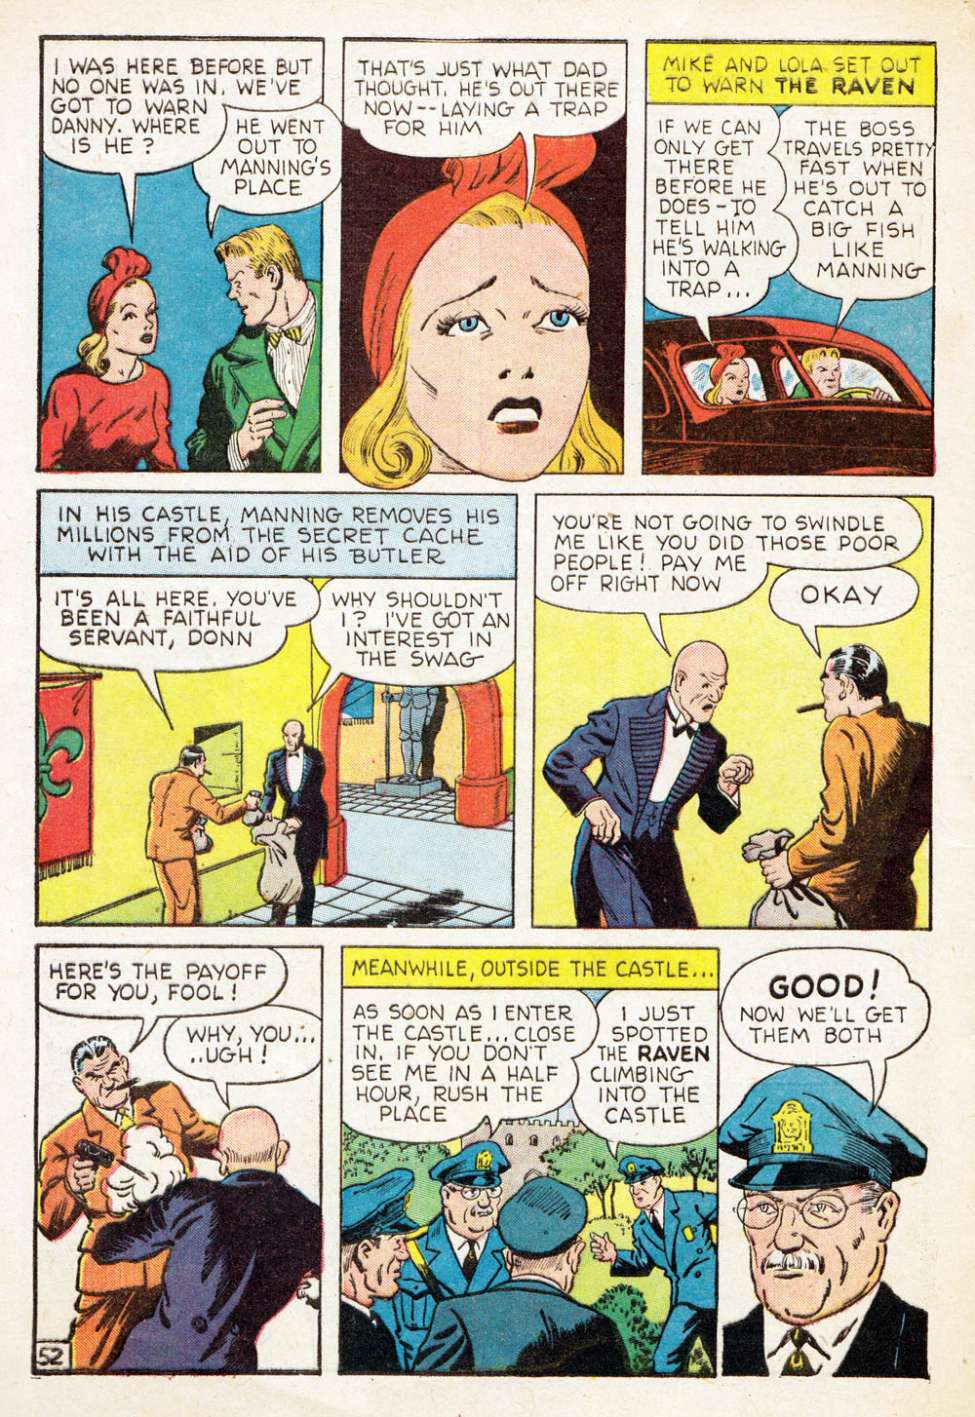 I WAS HERE BEFORE BUT
NO ONE WAS IN. WE'VE
GOT TO WARN
DANNY. WHERE
IS HE?
HE WENT
OUT TO
MANNING'S
PLACE
THAT'S JUST WHAT DAD
THOUGHT. HE'S OUT THERE
NOW--LAYING A TRAP
FOR HIM
MIKE AND LOLA SET OUT
TO WARN THE RAVEN
IF WE CAN
ONLY GET
THERE
BEFORE HE
DOES-TO
TELL HIM
HE'S WALKING
INTO A
TRAP...
THE BOSS
TRAVELS PRETTY
FAST WHEN
HE'S OUT TO
CATCH A
BIG FISH
LIKE
MANNING
IN HIS CASTLE, MANNING REMOVES HIS
MILLIONS FROM THE SECRET CACHE
WITH THE AID OF HIS BUTLER
IT'S ALL HERE. YOU'VE
BEEN A FAITHFUL
SERVANT, DONN
WHY SHOULDN'T
I? I'VE GOT AN
INTEREST IN
THE SWAG
YOU'RE NOT GOING TO SWINDLE
ME LIKE YOU DID THOSE POOR
PEOPLE! PAY ME
OFF RIGHT NOW
OKAY
HERE'S THE PAYOFF
FOR YOU, FOOL!
WHY, YOU...
..UGH!
MEANWHILE, OUTSIDE THE CASTLE...
AS SOON AS I ENTER
THE CASTLE... CLOSE
IN. IF YOU DON'T
SEE ME IN A HALF
HOUR, RUSH THE
PLACE
I JUST
SPOTTED
THE RAVEN
CLIMBING
INTO THE
CASTLE
GOOD!
NOW WE'LL GET
THEM BOTH
52